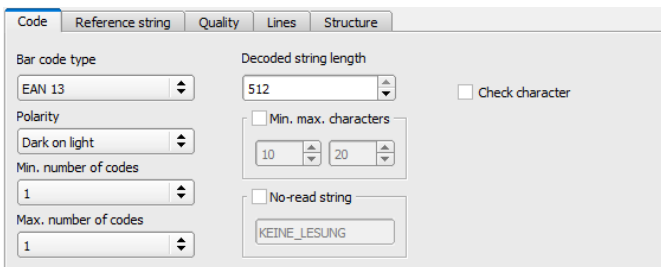 Code Reference string Quality Lines Structure
Bar code type
EAN 13
Polarity
Dark on light
Min. number of codes
1
Max. number of codes
1
Decoded string length
512
Min. max. characters
10 20
No-read string
KEINE_LESUNG
Check character